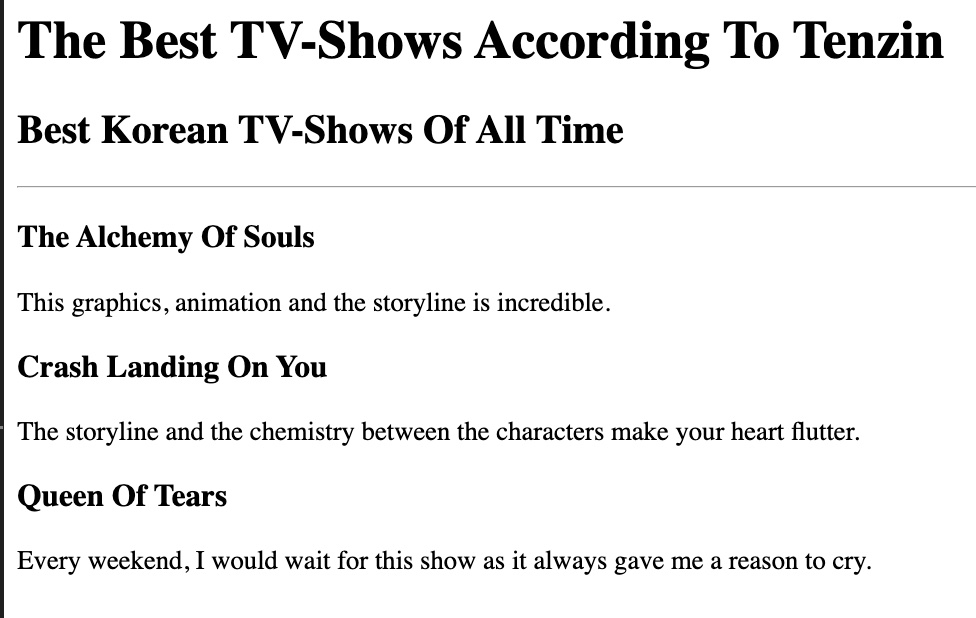 The Best TV-Shows According To Tenzin
Best Korean TV-Shows Of All Time
The Alchemy Of Souls
This graphics, animation and the storyline is incredible.
Crash Landing On You
The storyline and the chemistry between the characters make your heart flutter.
Queen Of Tears
Every weekend, I would wait for this show as it always gave me a reason to cry.